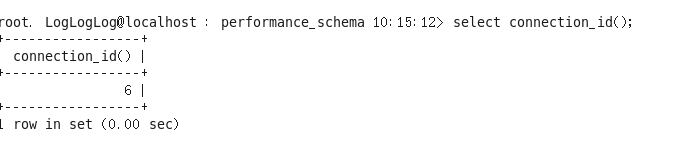 root. LogLogLog@localhost : performance_schema 10:15:12> select connection_id();
+-----------------+
connection_id() |
+-----------------+
6 |
+-----------------+
1 row in set (0.00 sec)